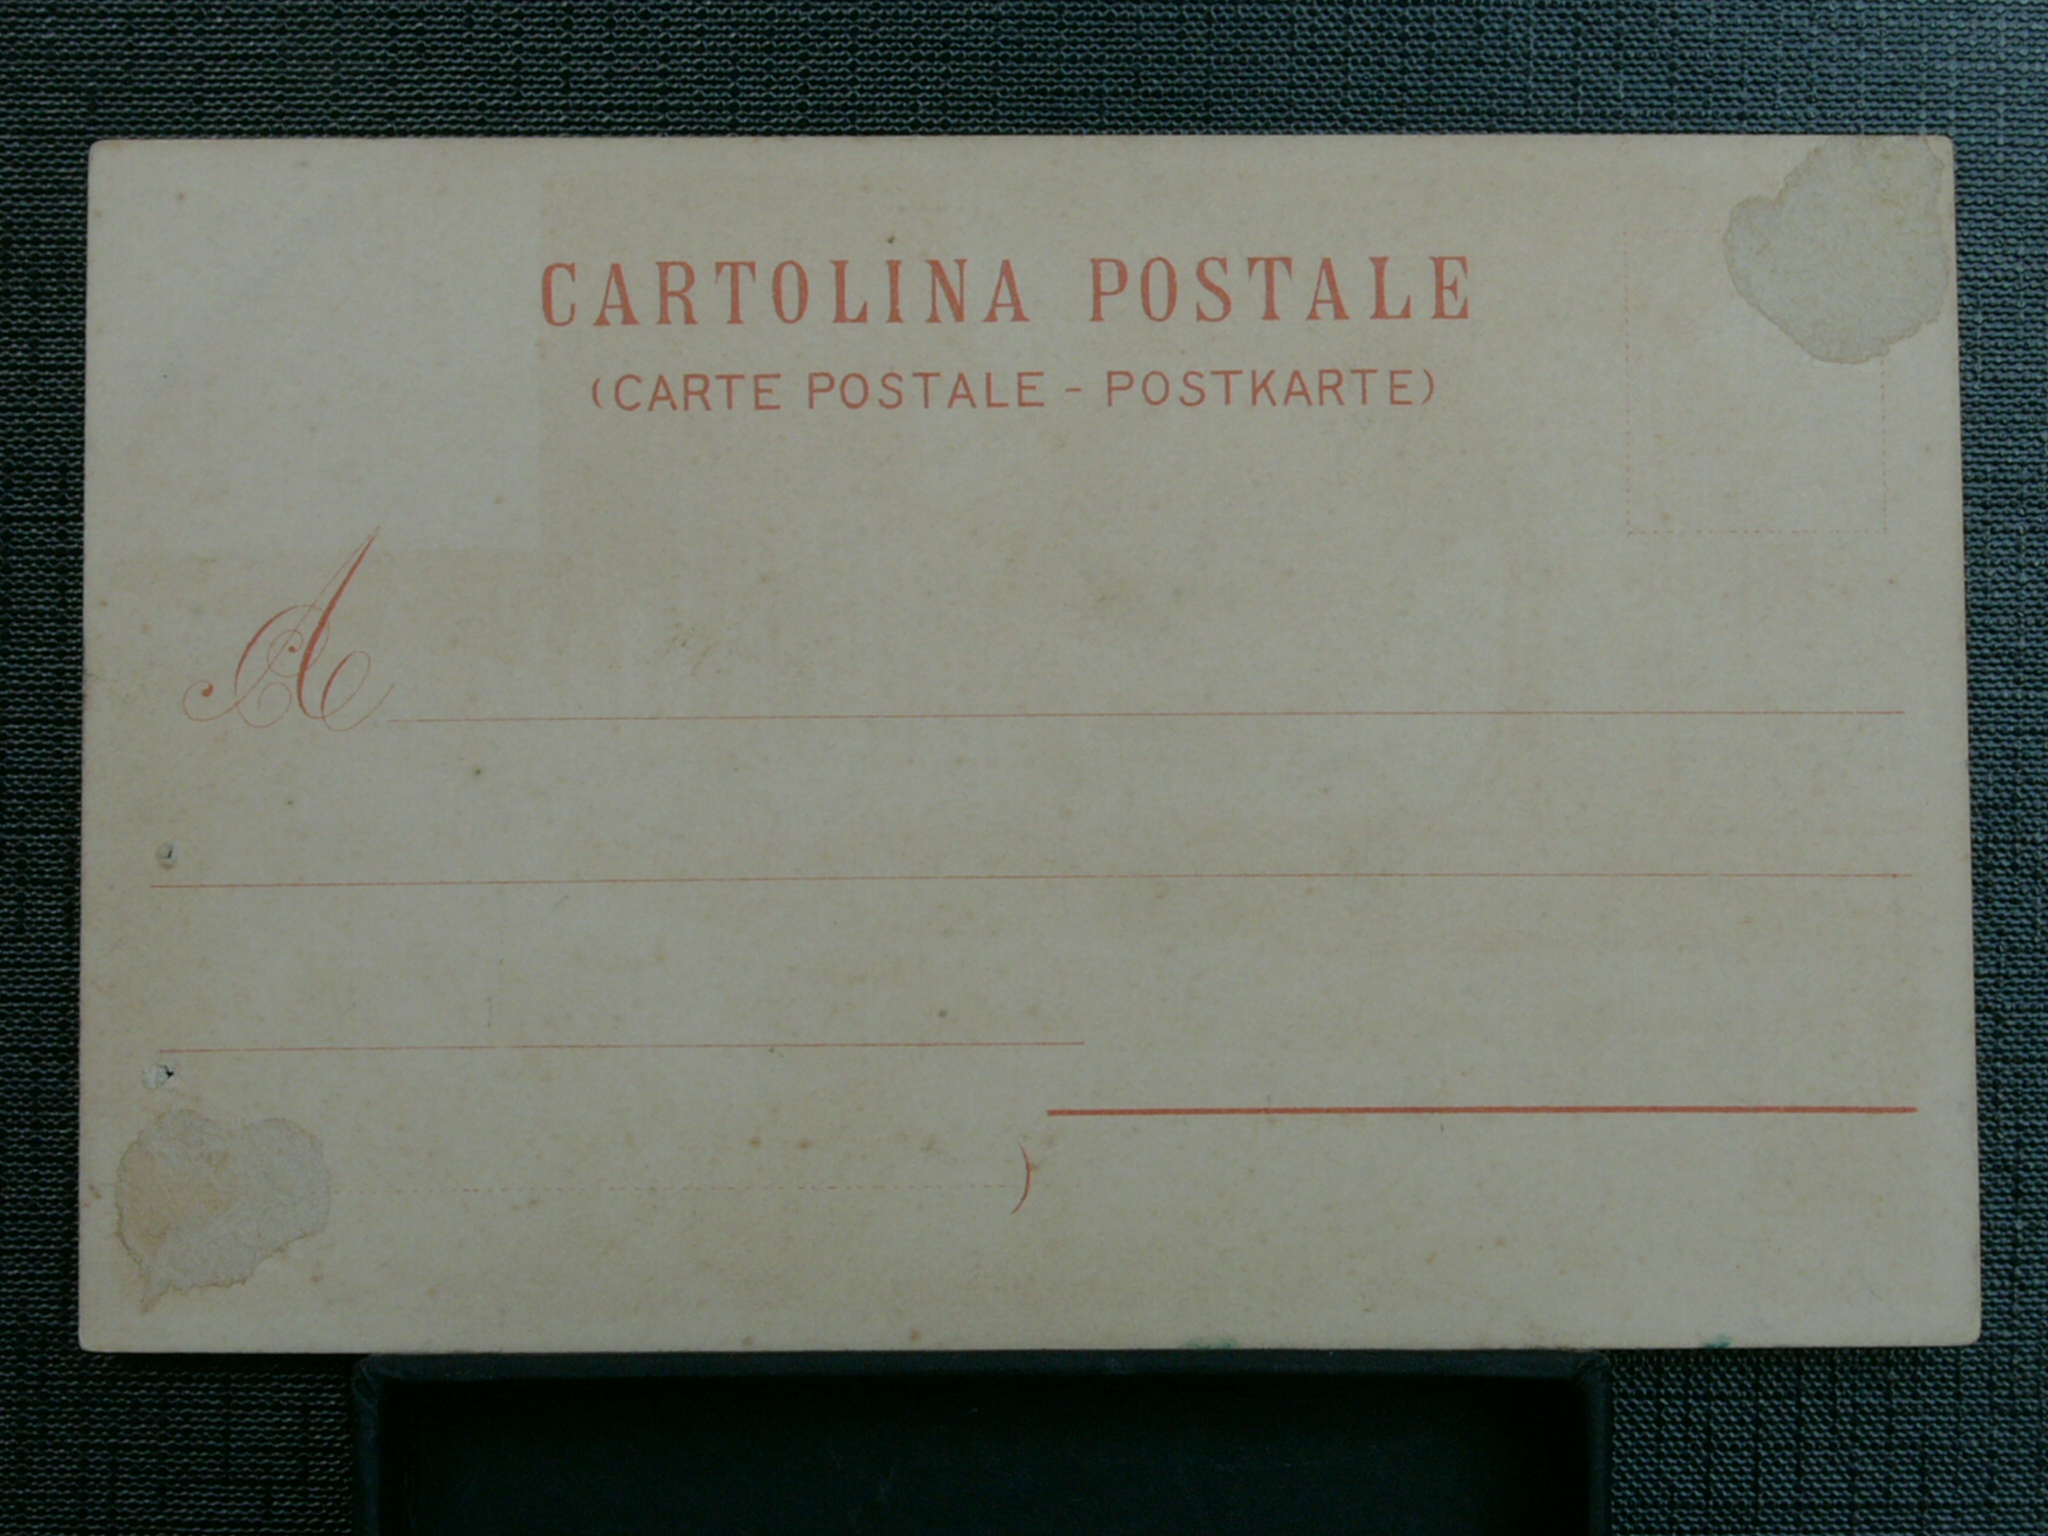 CARTOLINA POSTALE
(CARTE POSTALE - POSTKARTE)
A
)